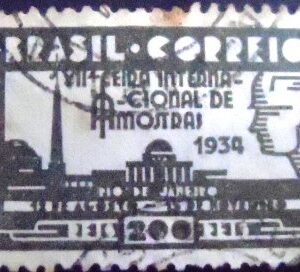 BRASIL·CORREIO
VII FEIRA INTERNA-
CIONAL DE
AMOSTRAS
1934
RIO DE JANEIRO
REIS 200 REIS